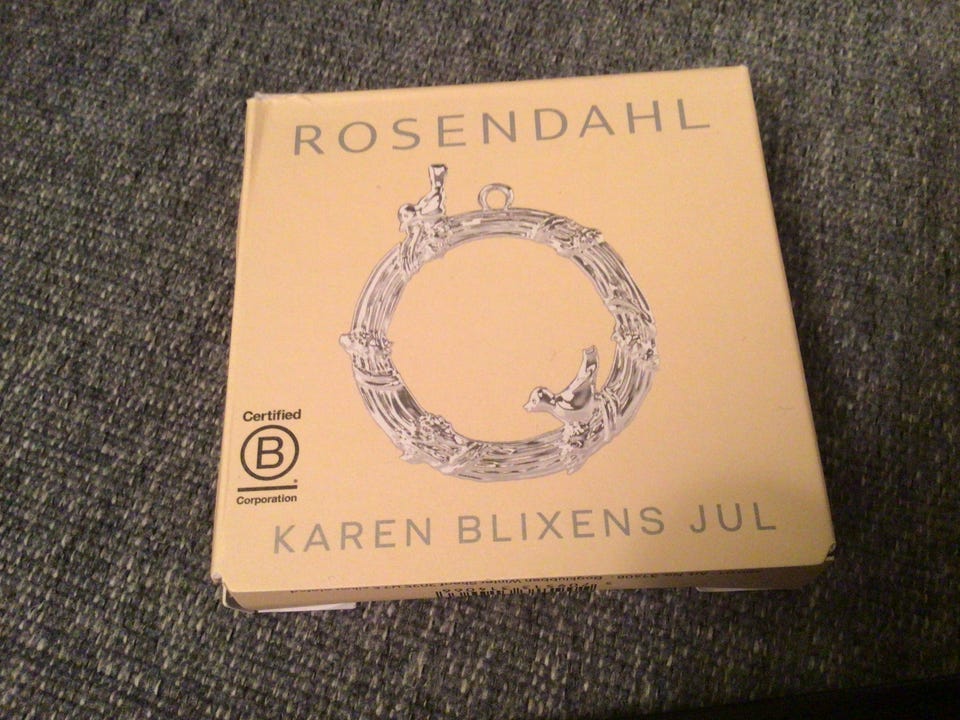 ROSENDAHL
Certified
B
Corporation
KAREN BLIXENS JUL